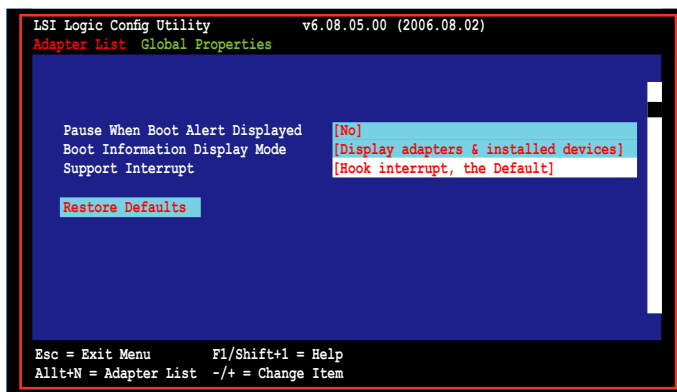 LSI Logic Config Utility v6.08.05.00 (2006.08.02)
Adapter List Global Properties
Pause When Boot Alert Displayed [No]
Boot Information Display Mode [Display adapters & installed devices]
Support Interrupt [Hook interrupt, the Default]
Restore Defaults
Esc = Exit Menu F1/Shift+1 = Help
Allt+N = Adapter List -/+ = Change Item